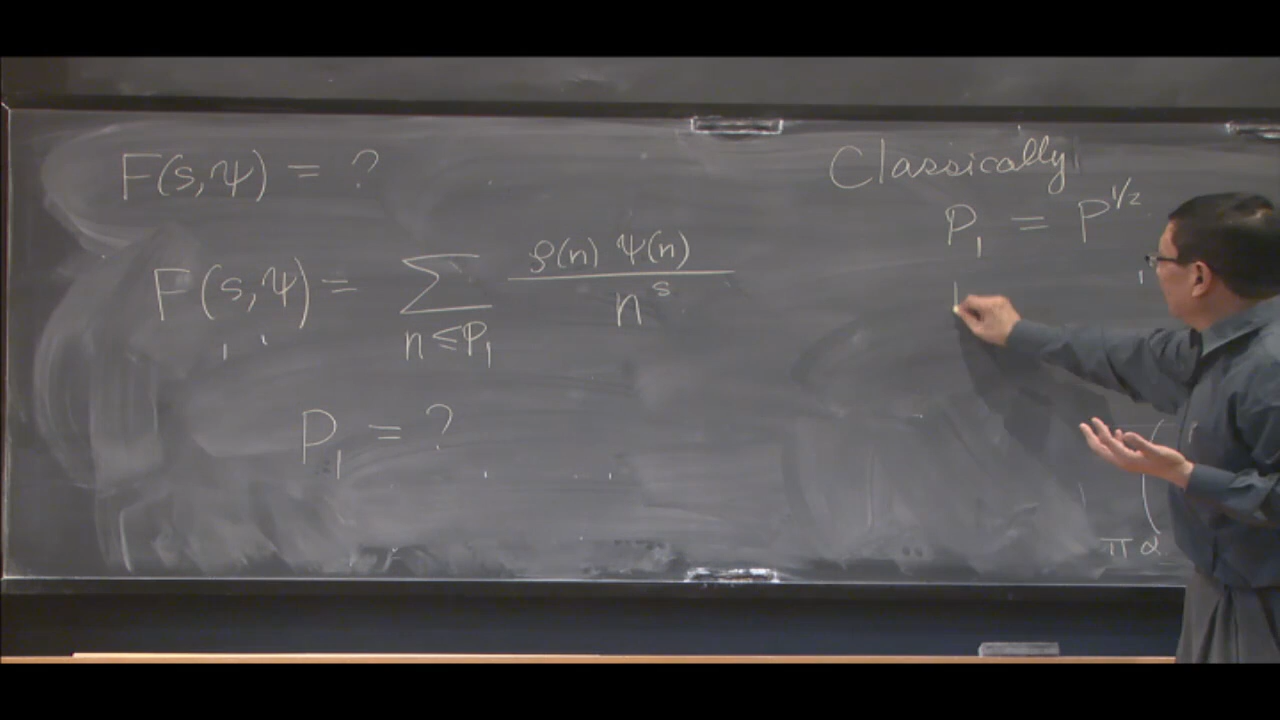 F(s,ψ) = ?
F(s,ψ) = ∑ n≤P₁ ρ(n) ψ(n) / n^s
P₁ = ?
Classically
P₁ = P^{1/2}
π α